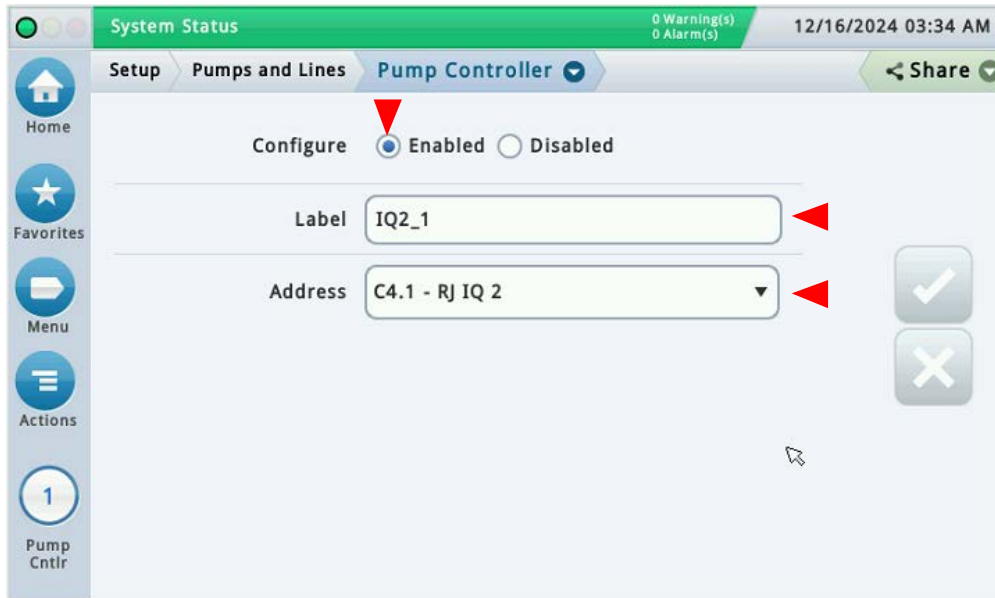 System Status
0 Warning(s)
0 Alarm(s)
12/16/2024 03:34 AM
Setup
Pumps and Lines
Pump Controller
Share
Home
Configure
Enabled
Disabled
Favorites
Label
IQ2_1
Address
C4.1 - RJ IQ 2
Menu
Actions
1
Pump
Cntlr